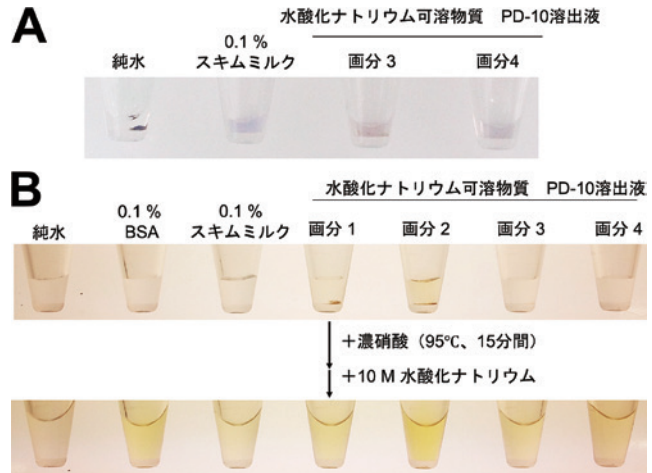 A
水酸化ナトリウム可溶物質 PD-10溶出液
純水
0.1 %
スキムミルク
画分 3
画分4
B
水酸化ナトリウム可溶物質 PD-10溶出液
純水
0.1 %
BSA
0.1 %
スキムミルク
画分 1
画分 2
画分 3
画分 4
+濃硝酸（95℃、15分間）
+10 M 水酸化ナトリウム